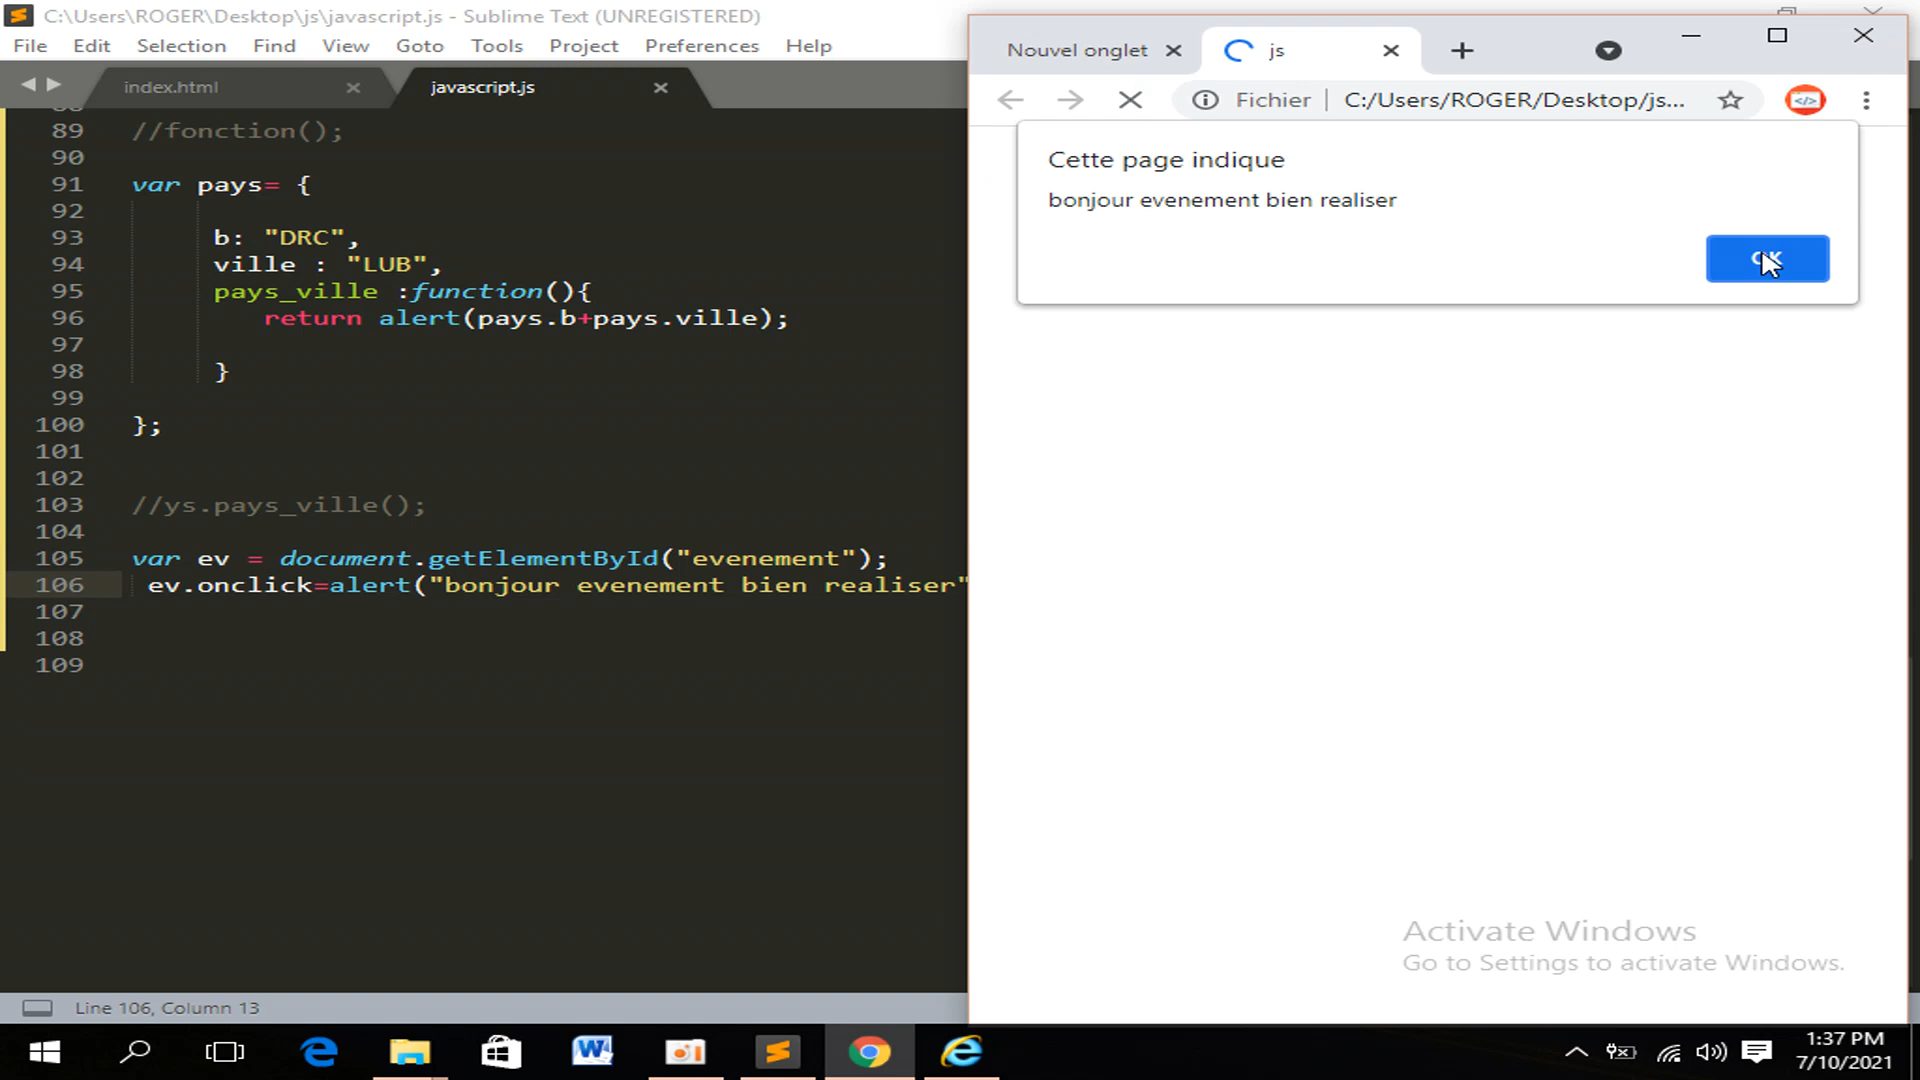 C:\Users\ROGER\Desktop\js\javascript.js - Sublime Text (UNREGISTERED)
File Edit Selection Find View Goto Tools Project Preferences Help
index.html javascript.js
89 //fonction();
90
91 var pays= {
92
93 b: "DRC",
94 ville : "LUB",
95 pays_ville :function(){
96 return alert(pays.b+pays.ville);
97
98 }
99
100 };
101
102
103 //ys.pays_ville();
104
105 var ev = document.getElementById("evenement");
106 ev.onclick=alert("bonjour evenement bien realiser"
107
108
109
Line 106, Column 13
Nouvel onglet js
Fichier C:/Users/ROGER/Desktop/js...
Cette page indique
bonjour evenement bien realiser
OK
Activate Windows
Go to Settings to activate Windows.
1:37 PM
7/10/2021